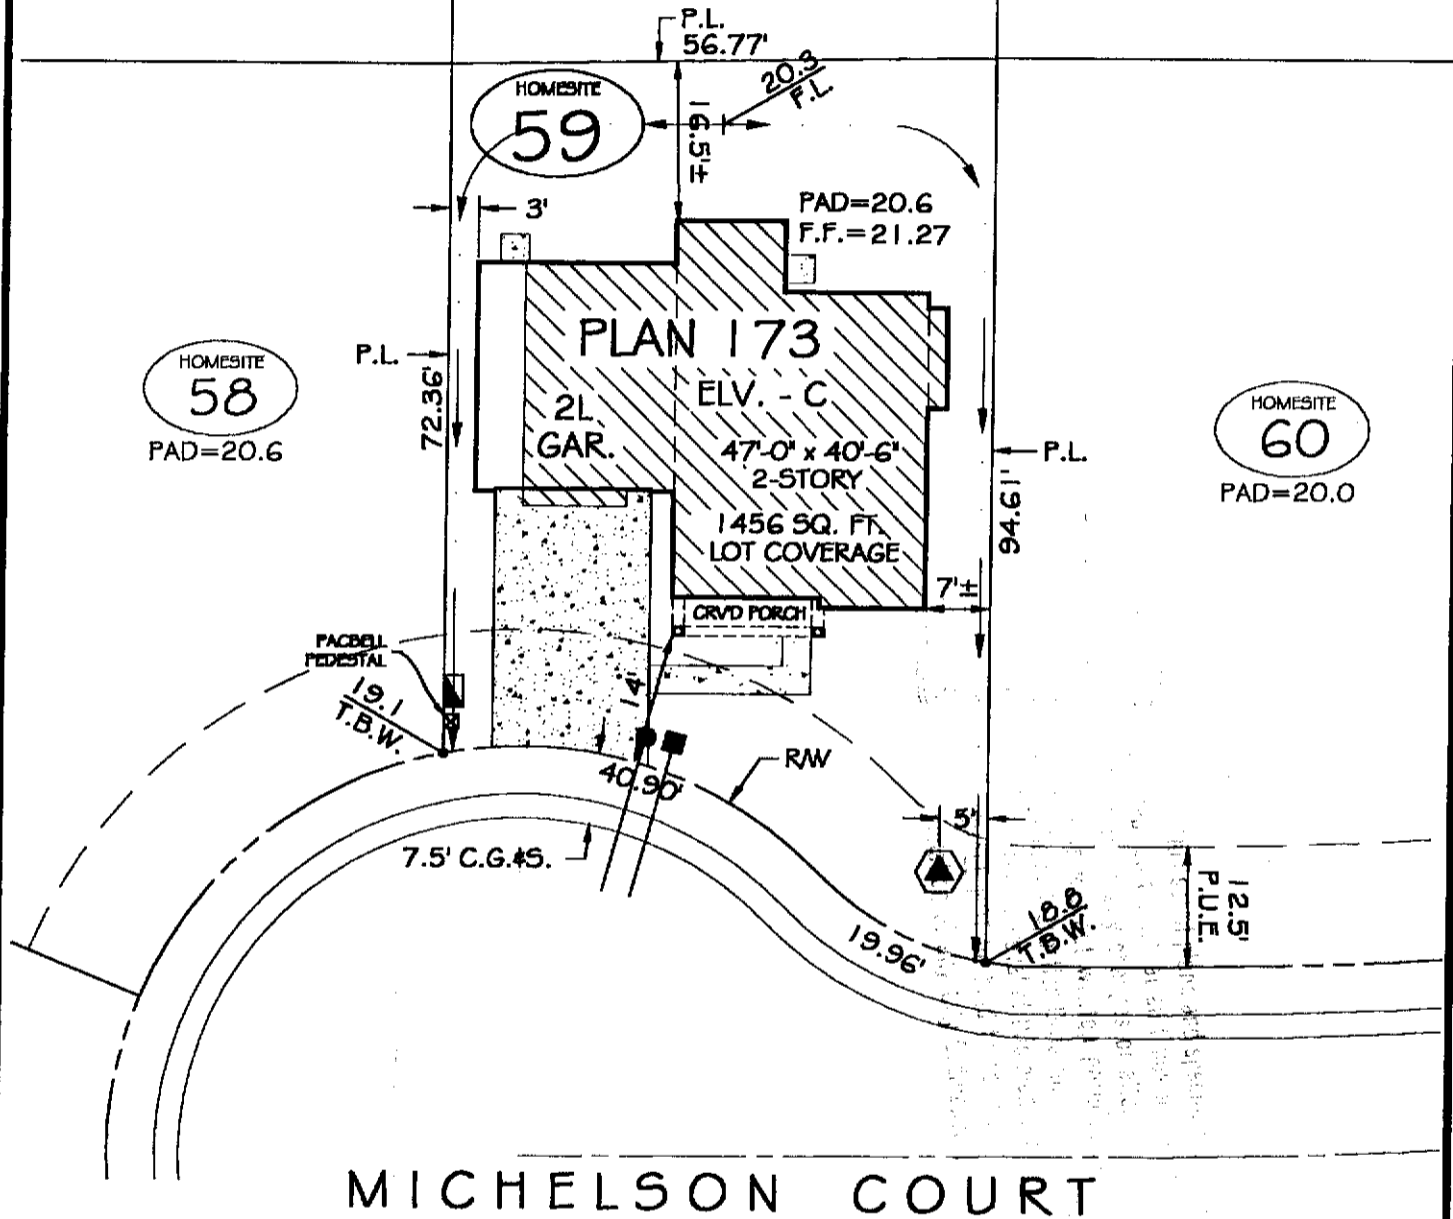 P.L.
56.77'
20.3
F.L.
HOMESITE
59
16.5'±
3'
PAD=20.6
F.F.=21.27
PLAN 173
ELV. - C
2L
GAR.
47'-0" x 40'-6"
2-STORY
1456 SQ. FT.
LOT COVERAGE
HOMESITE
58
PAD=20.6
P.L.
72.36'
HOMESITE
60
PAD=20.0
P.L.
94.61'
7'±
CRVD PORCH
PACBELL
PEDESTAL
19.1
T.B.W.
14'
40.90'
R/W
7.5' C.G.&S.
5'
19.96'
18.8
T.B.W.
12.5'
P.U.E.
MICHELSON COURT